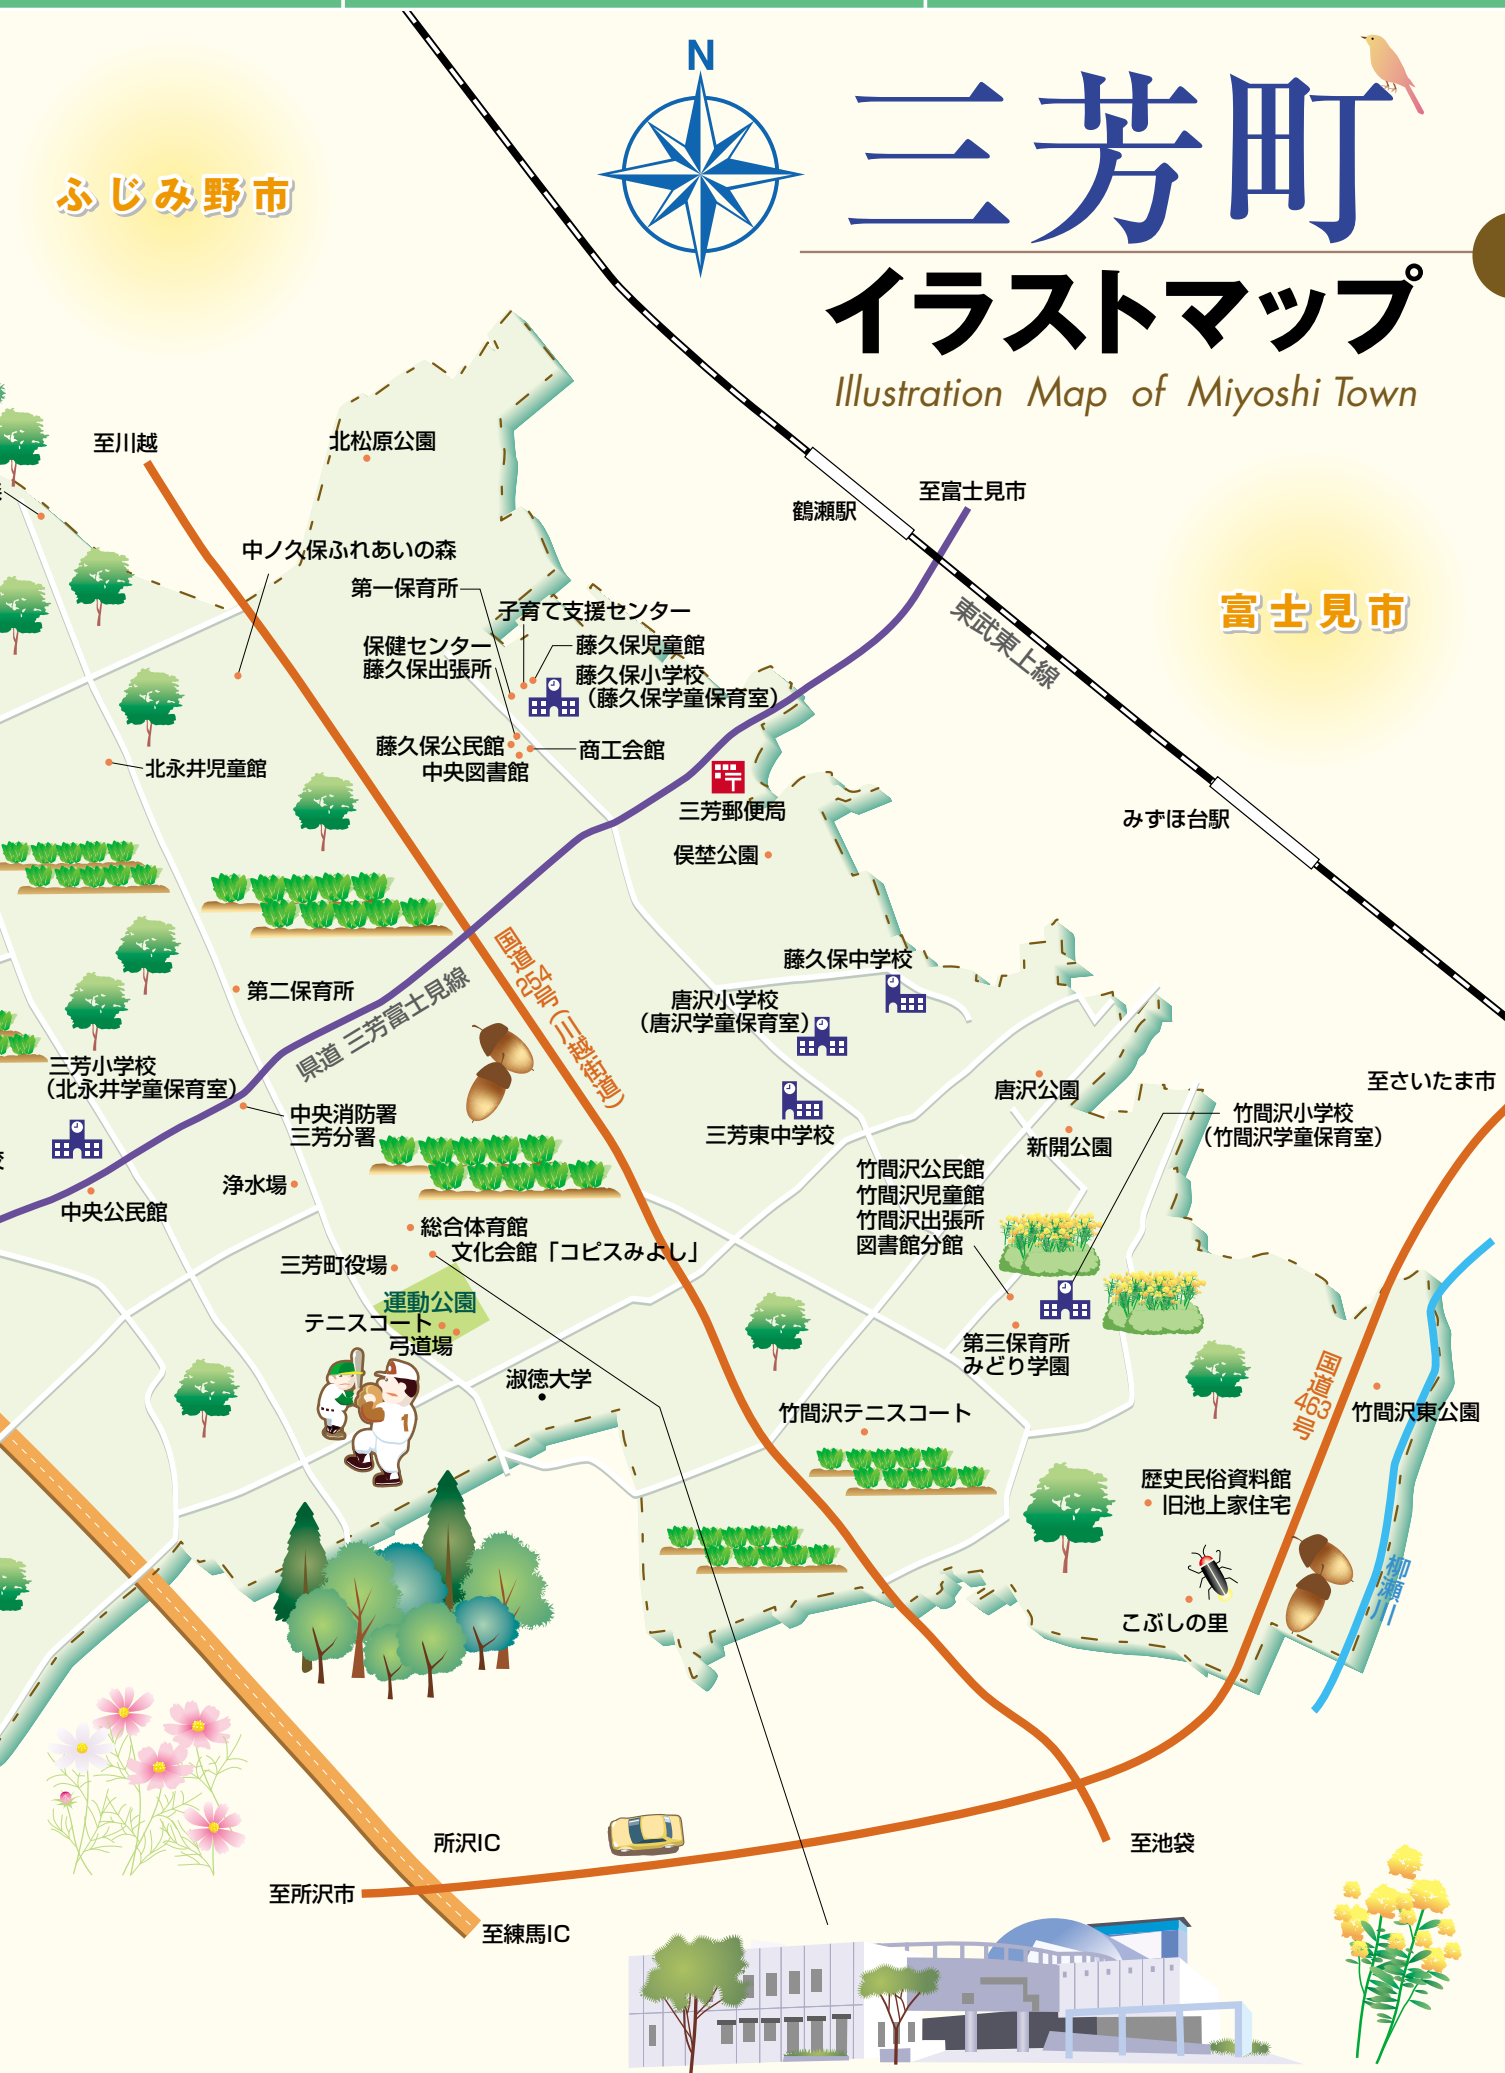 N
三芳町
イラストマップ
Illustration Map of Miyoshi Town
ふじみ野市
富士見市
至川越
北松原公園
鶴瀬駅
至富士見市
東武東上線
中ノ久保ふれあいの森
第一保育所
子育て支援センター
保健センター
藤久保出張所
藤久保児童館
藤久保小学校
（藤久保学童保育室）
藤久保公民館
中央図書館
商工会館
北永井児童館
三芳郵便局
俣埜公園
みずほ台駅
国道254号（川越街道）
県道 三芳富士見線
第二保育所
藤久保中学校
唐沢小学校
（唐沢学童保育室）
三芳小学校
（北永井学童保育室）
中央消防署
三芳分署
三芳東中学校
唐沢公園
新開公園
至さいたま市
竹間沢小学校
（竹間沢学童保育室）
竹間沢公民館
竹間沢児童館
竹間沢出張所
図書館分館
浄水場
中央公民館
総合体育館
文化会館「コピスみよし」
三芳町役場
運動公園
テニスコート
弓道場
淑徳大学
1
第三保育所
みどり学園
竹間沢テニスコート
国道463号
竹間沢東公園
歴史民俗資料館
旧池上家住宅
柳瀬川
こぶしの里
所沢IC
至所沢市
至練馬IC
至池袋